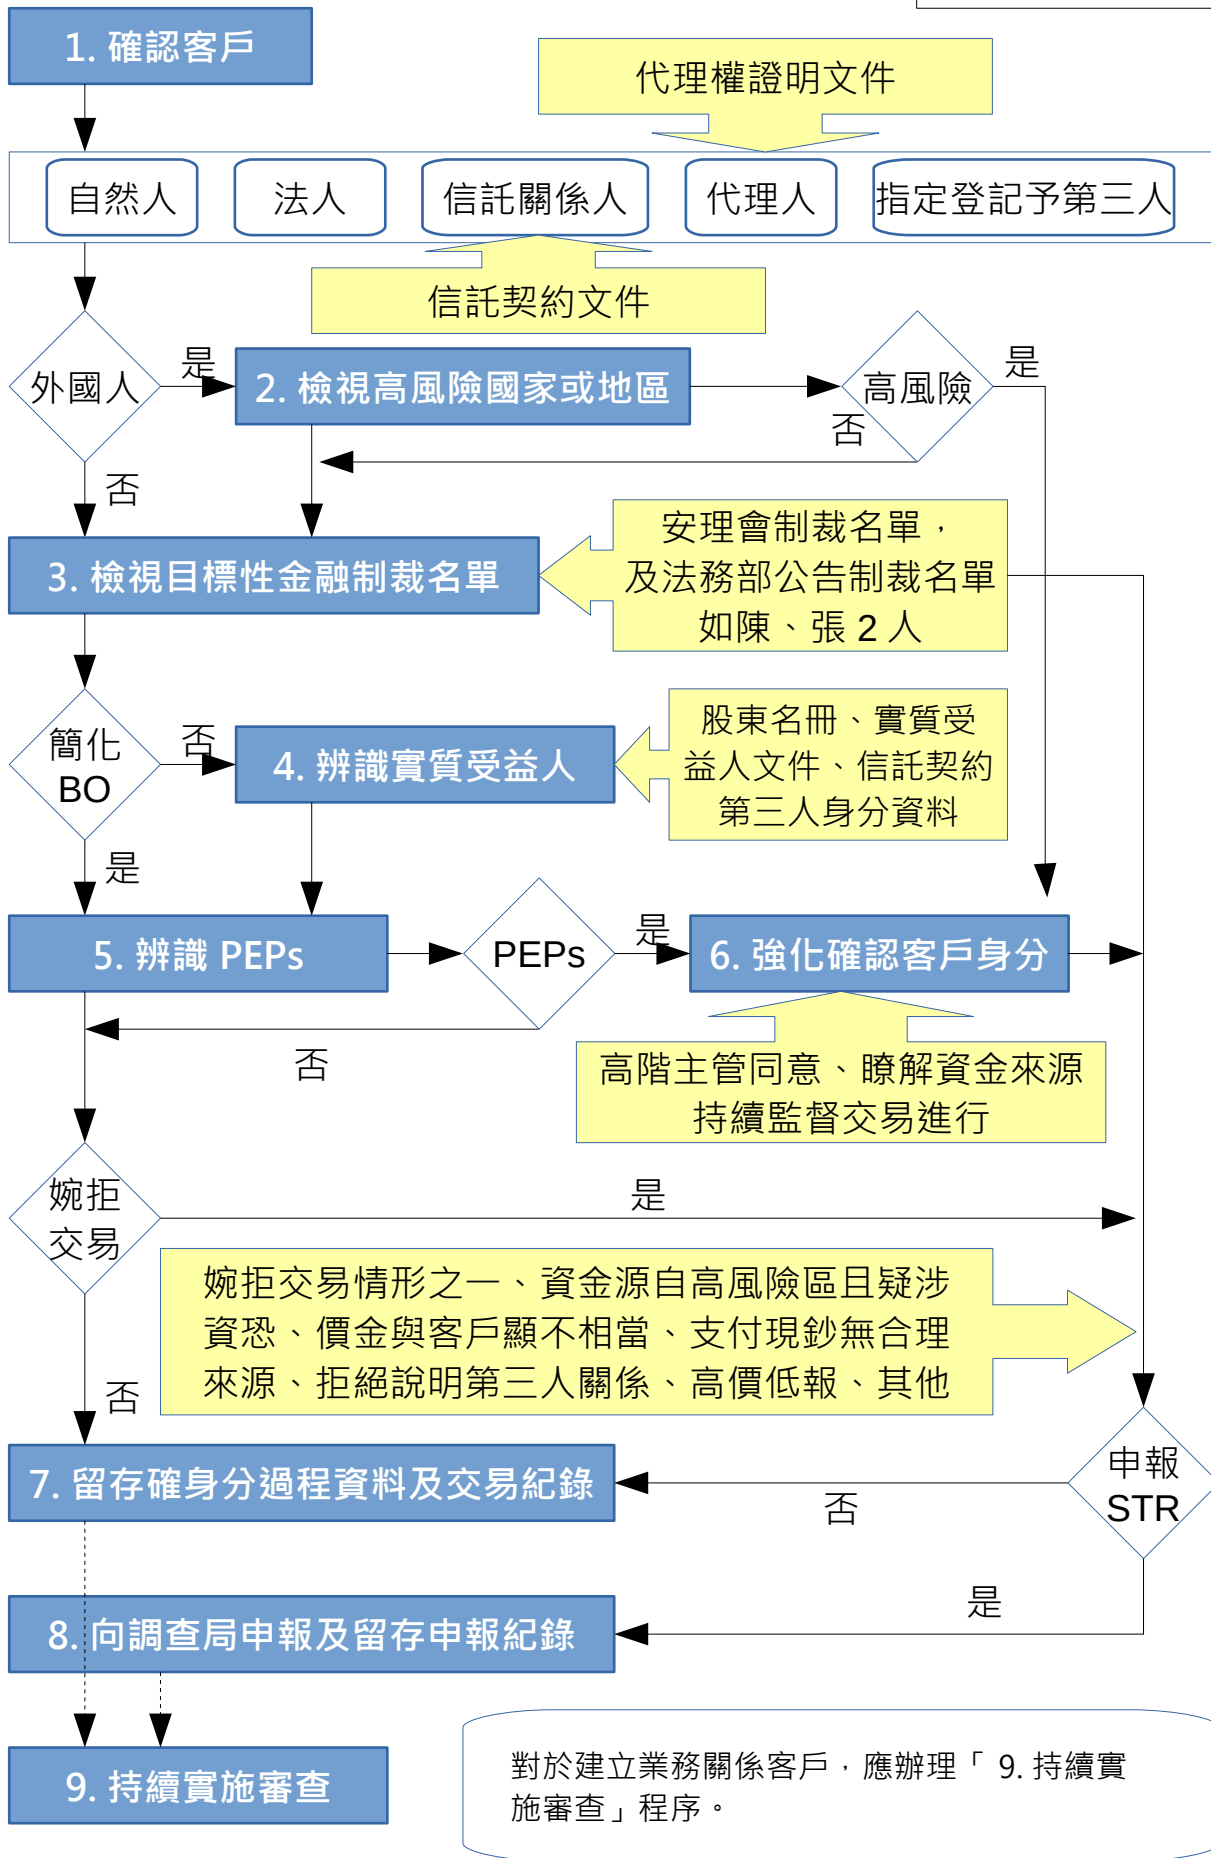 1. 確認客戶
代理權證明文件
自然人
法人
信託關係人
代理人
指定登記予第三人
信託契約文件
外國人
是
2. 檢視高風險國家或地區
高風險
是
否
否
安理會制裁名單，
及法務部公告制裁名單
如陳、張 2 人
3. 檢視目標性金融制裁名單
簡化
BO
否
4. 辨識實質受益人
股東名冊、實質受
益人文件、信託契約
第三人身分資料
是
5. 辨識 PEPs
PEPs
是
6. 強化確認客戶身分
否
高階主管同意、瞭解資金來源
持續監督交易進行
婉拒
交易
是
婉拒交易情形之一、資金源自高風險區且疑涉
資恐、價金與客戶顯不相當、支付現鈔無合理
來源、拒絕說明第三人關係、高價低報、其他
否
7. 留存確身分過程資料及交易紀錄
否
申報
STR
是
8. 向調查局申報及留存申報紀錄
9. 持續實施審查
對於建立業務關係客戶，應辦理「 9. 持續實
施審查」程序。